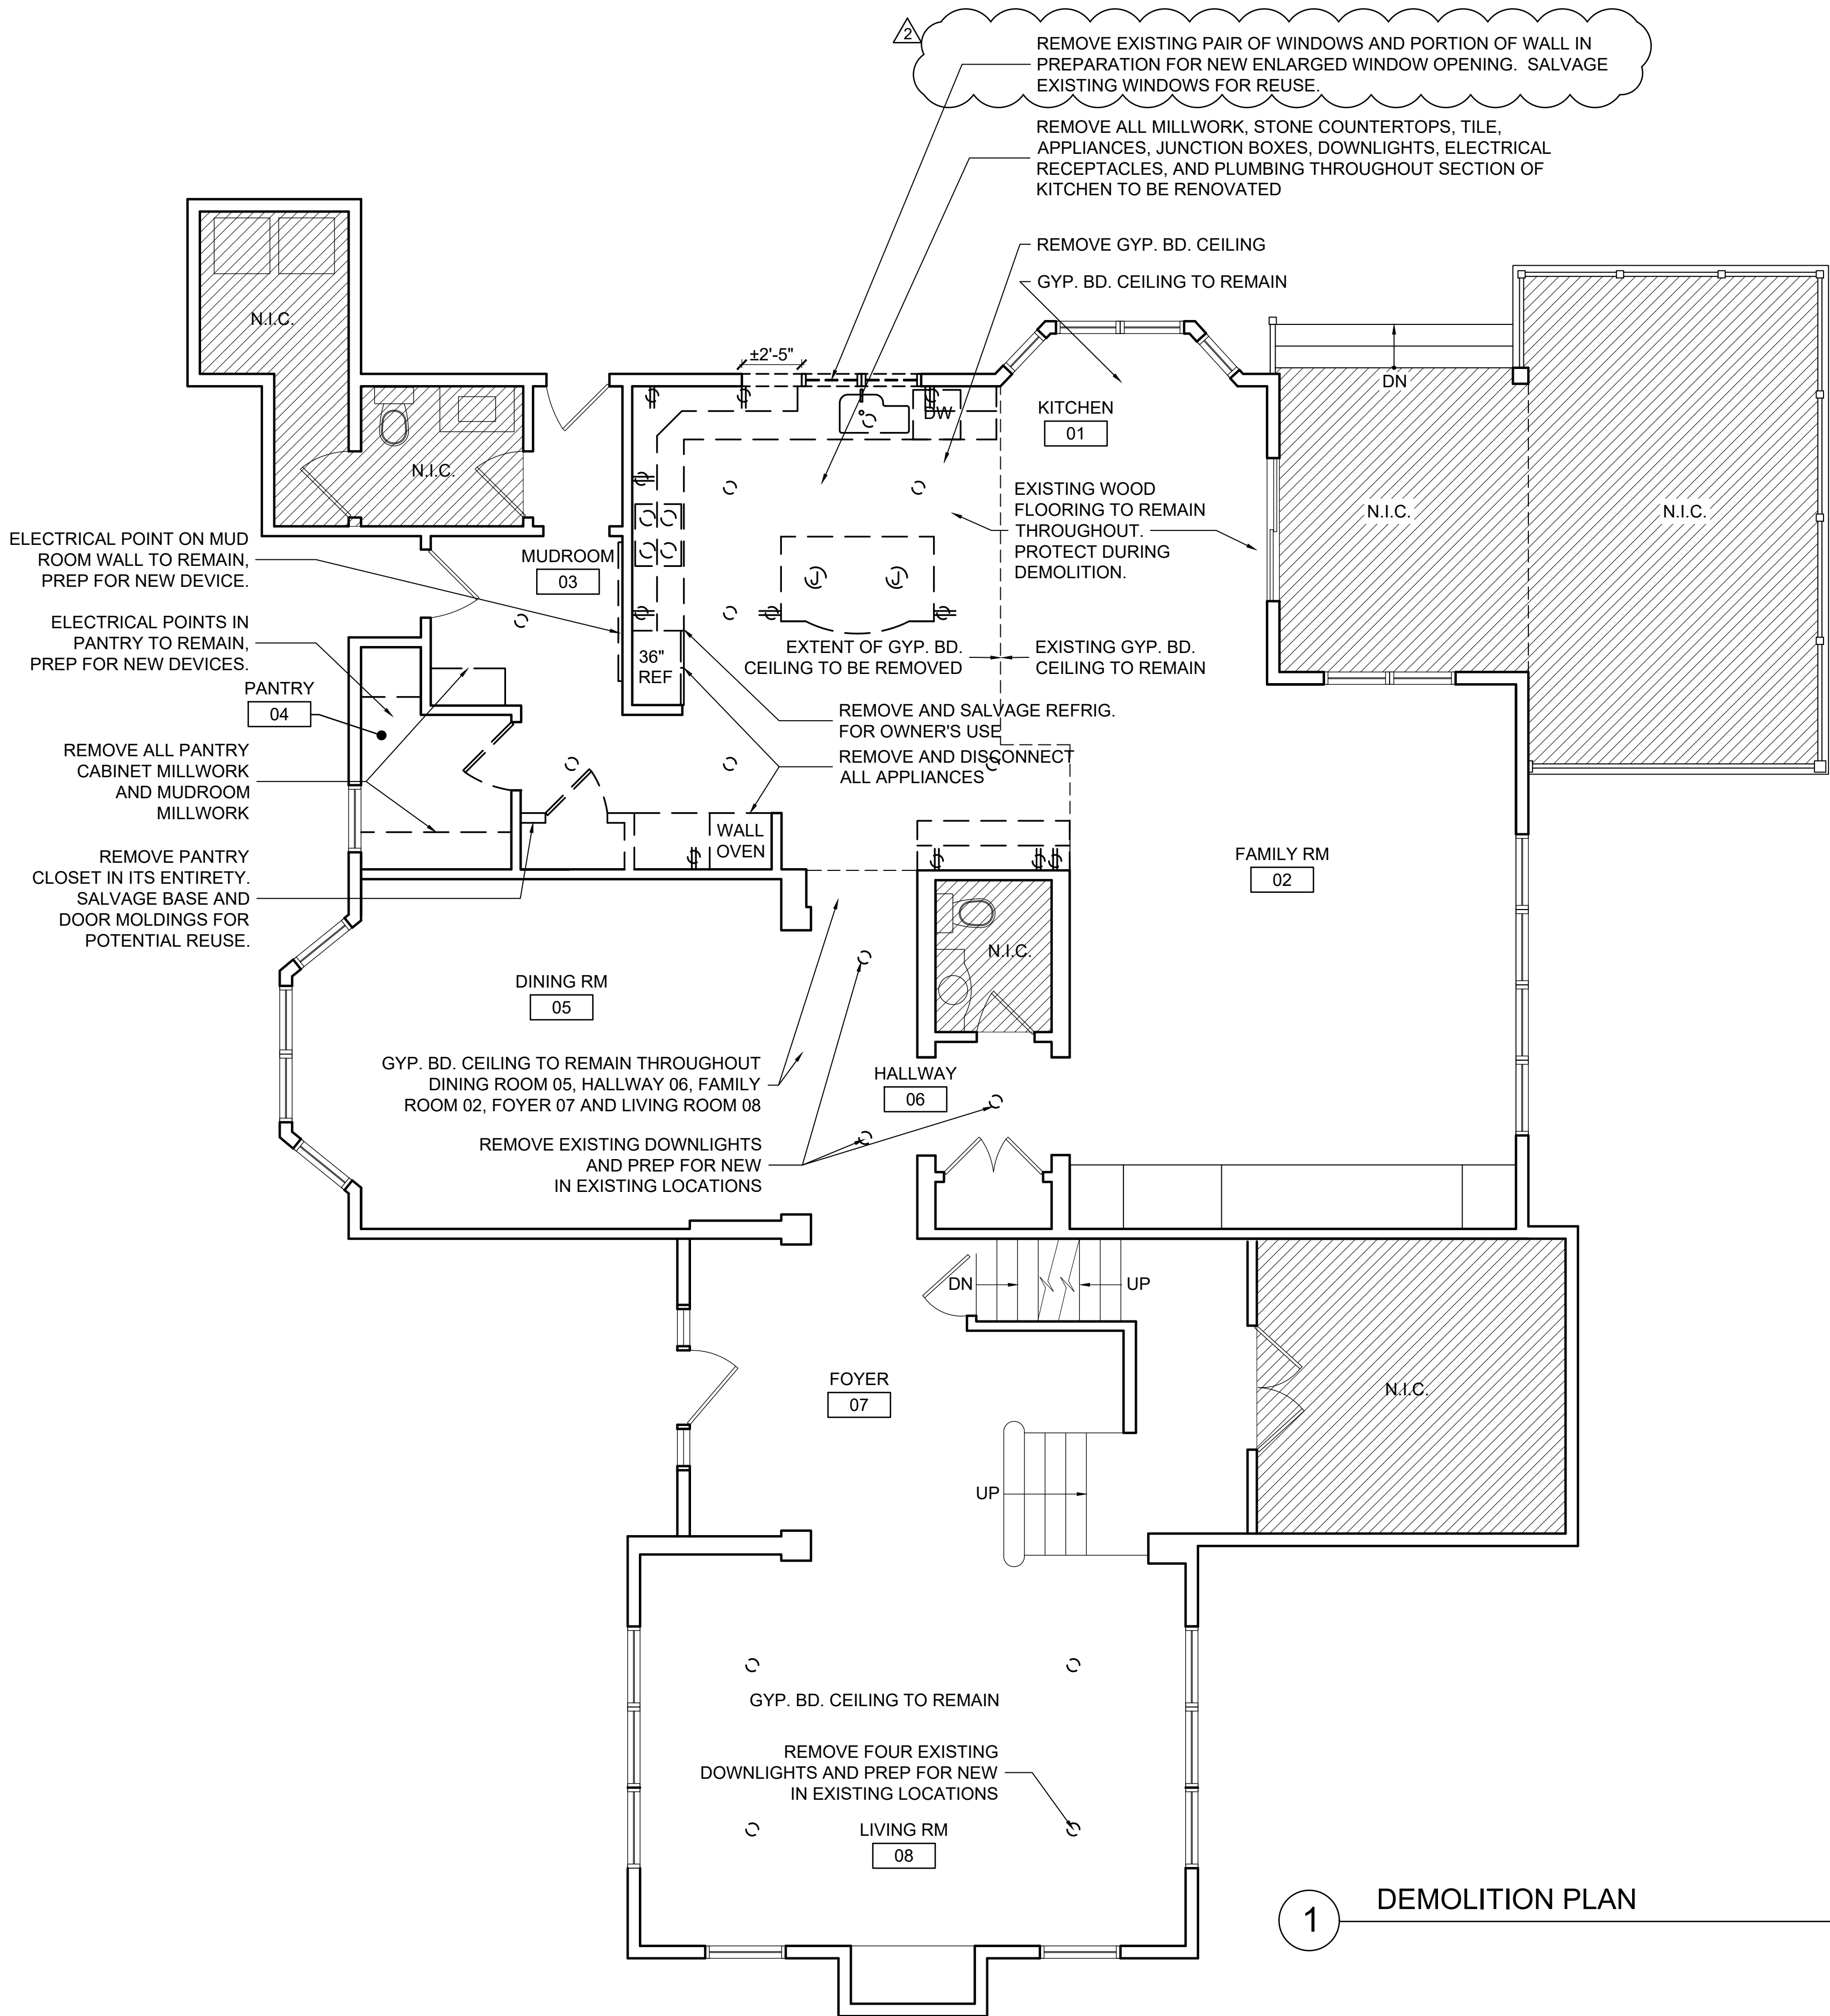 2
REMOVE EXISTING PAIR OF WINDOWS AND PORTION OF WALL IN
PREPARATION FOR NEW ENLARGED WINDOW OPENING. SALVAGE
EXISTING WINDOWS FOR REUSE.
REMOVE ALL MILLWORK, STONE COUNTERTOPS, TILE,
APPLIANCES, JUNCTION BOXES, DOWNLIGHTS, ELECTRICAL
RECEPTACLES, AND PLUMBING THROUGHOUT SECTION OF
KITCHEN TO BE RENOVATED
REMOVE GYP. BD. CEILING
GYP. BD. CEILING TO REMAIN
N.I.C.
±2'-5"
DN
DW
KITCHEN
01
N.I.C.
EXISTING WOOD
FLOORING TO REMAIN
THROUGHOUT.
PROTECT DURING
DEMOLITION.
N.I.C.
N.I.C.
ELECTRICAL POINT ON MUD
ROOM WALL TO REMAIN,
PREP FOR NEW DEVICE.
MUDROOM
03
J
J
ELECTRICAL POINTS IN
PANTRY TO REMAIN,
PREP FOR NEW DEVICES.
36"
REF
EXTENT OF GYP. BD.
CEILING TO BE REMOVED
EXISTING GYP. BD.
CEILING TO REMAIN
PANTRY
04
REMOVE AND SALVAGE REFRIG.
FOR OWNER'S USE
REMOVE AND DISCONNECT
ALL APPLIANCES
REMOVE ALL PANTRY
CABINET MILLWORK
AND MUDROOM
MILLWORK
WALL
OVEN
REMOVE PANTRY
CLOSET IN ITS ENTIRETY.
SALVAGE BASE AND
DOOR MOLDINGS FOR
POTENTIAL REUSE.
FAMILY RM
02
N.I.C.
DINING RM
05
GYP. BD. CEILING TO REMAIN THROUGHOUT
DINING ROOM 05, HALLWAY 06, FAMILY
ROOM 02, FOYER 07 AND LIVING ROOM 08
HALLWAY
06
REMOVE EXISTING DOWNLIGHTS
AND PREP FOR NEW
IN EXISTING LOCATIONS
DN
UP
FOYER
07
N.I.C.
UP
GYP. BD. CEILING TO REMAIN
REMOVE FOUR EXISTING
DOWNLIGHTS AND PREP FOR NEW
IN EXISTING LOCATIONS
LIVING RM
08
1
DEMOLITION PLAN